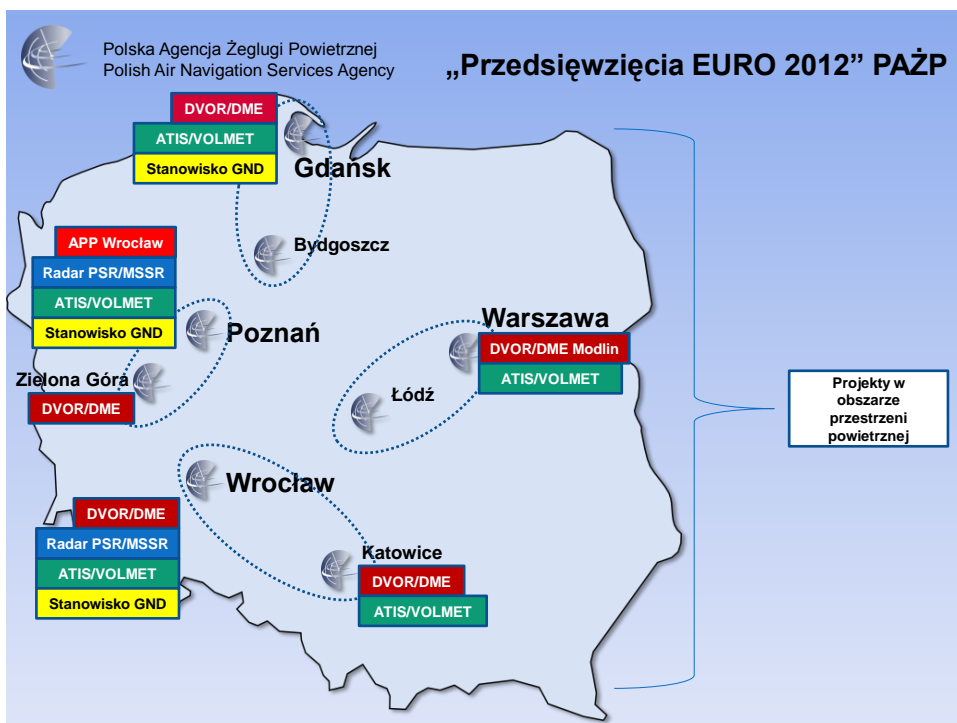 Polska Agencja Żeglugi Powietrznej
Polish Air Navigation Services Agency
„Przedsięwzięcia EURO 2012” PAŻP
DVOR/DME
ATIS/VOLMET
Stanowisko GND
Gdańsk
Bydgoszcz
APP Wrocław
Radar PSR/MSSR
ATIS/VOLMET
Stanowisko GND
Poznań
Zielona Góra
DVOR/DME
Warszawa
DVOR/DME Modlin
ATIS/VOLMET
Łódź
Projekty w
obszarze
przestrzeni
powietrznej
Wrocław
DVOR/DME
Radar PSR/MSSR
ATIS/VOLMET
Stanowisko GND
Katowice
DVOR/DME
ATIS/VOLMET